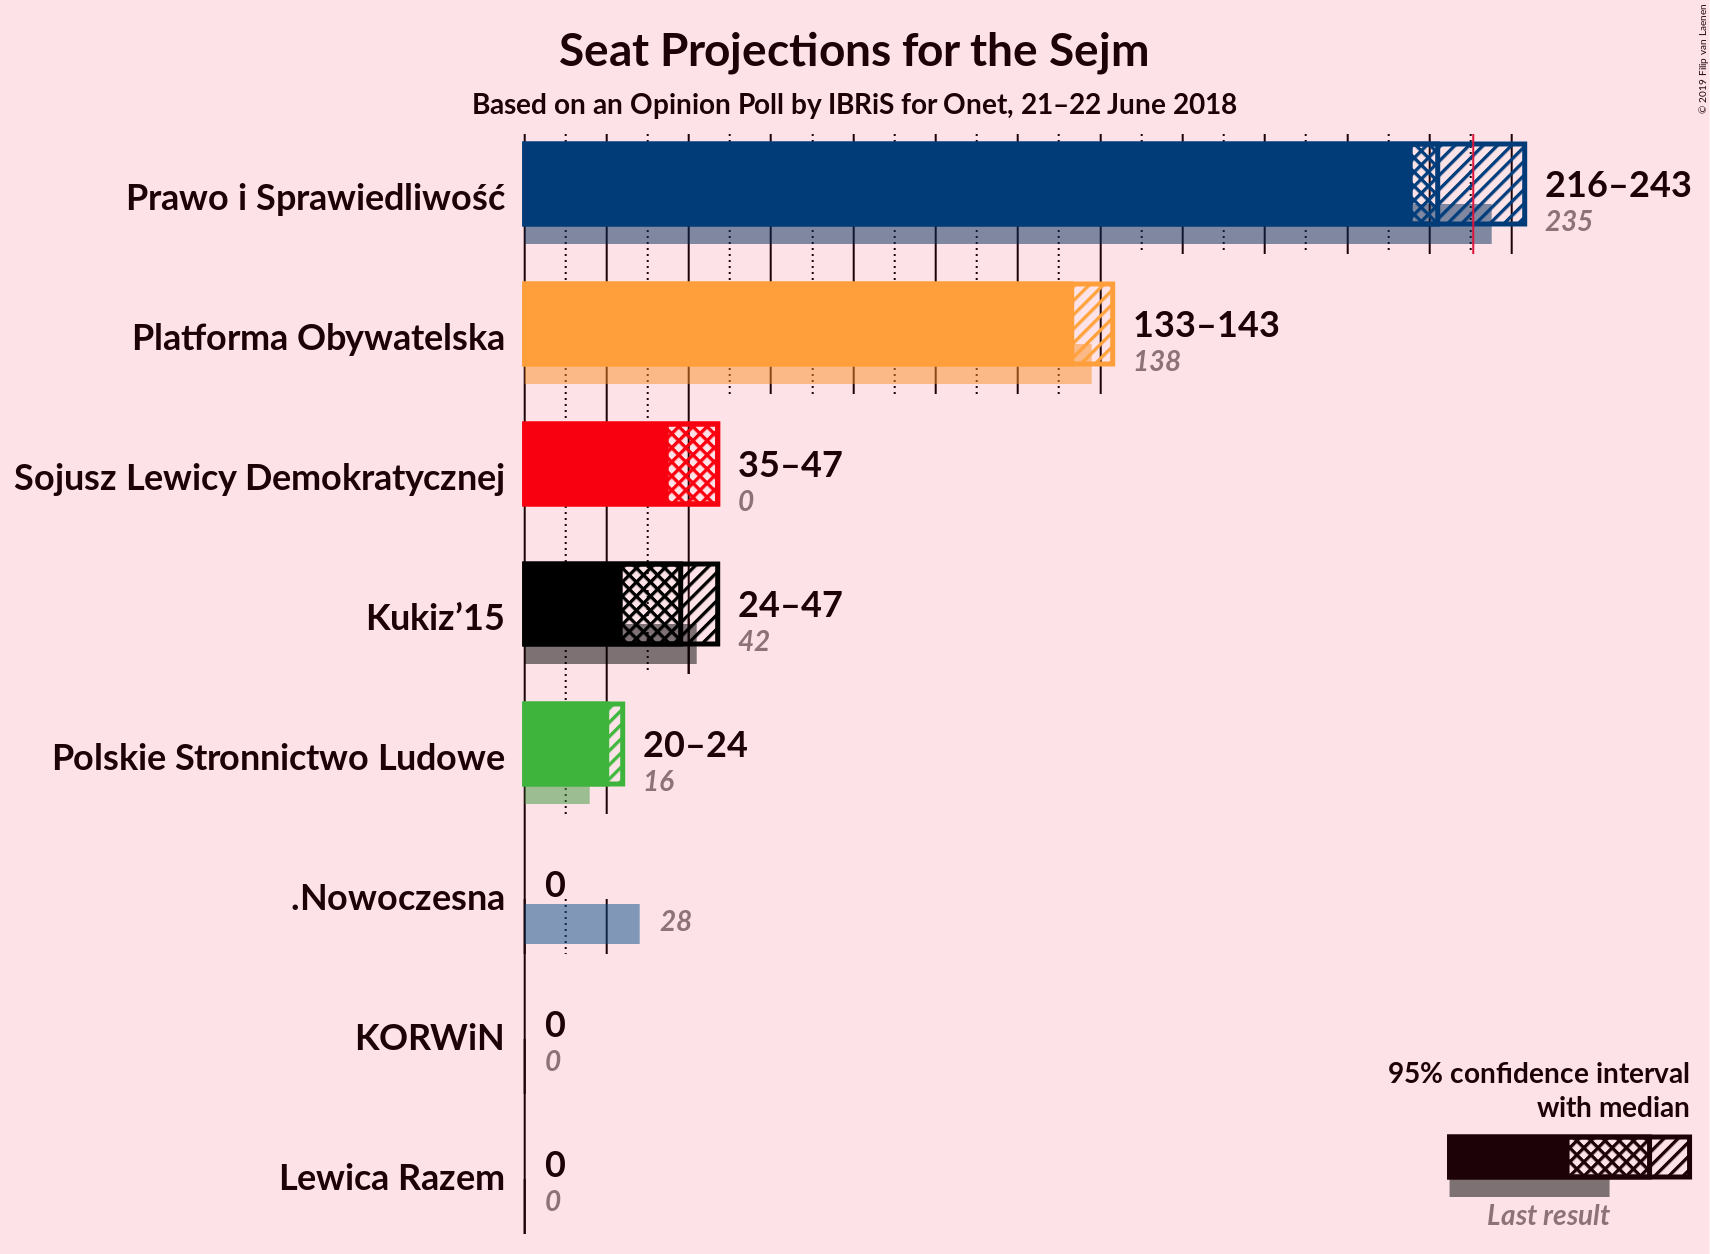 Seat Projections for the Sejm
Based on an Opinion Poll by IBRiS for Onet, 21–22 June 2018
© 2019 Filip van Laenen
Prawo i Sprawiedliwość
216–243
235
Platforma Obywatelska
133–143
138
Sojusz Lewicy Demokratycznej
35–47
0
Kukiz’15
24–47
42
Polskie Stronnictwo Ludowe
20–24
16
.Nowoczesna
0
28
KORWiN
0
0
Lewica Razem
0
0
95% confidence interval
with median
Last result